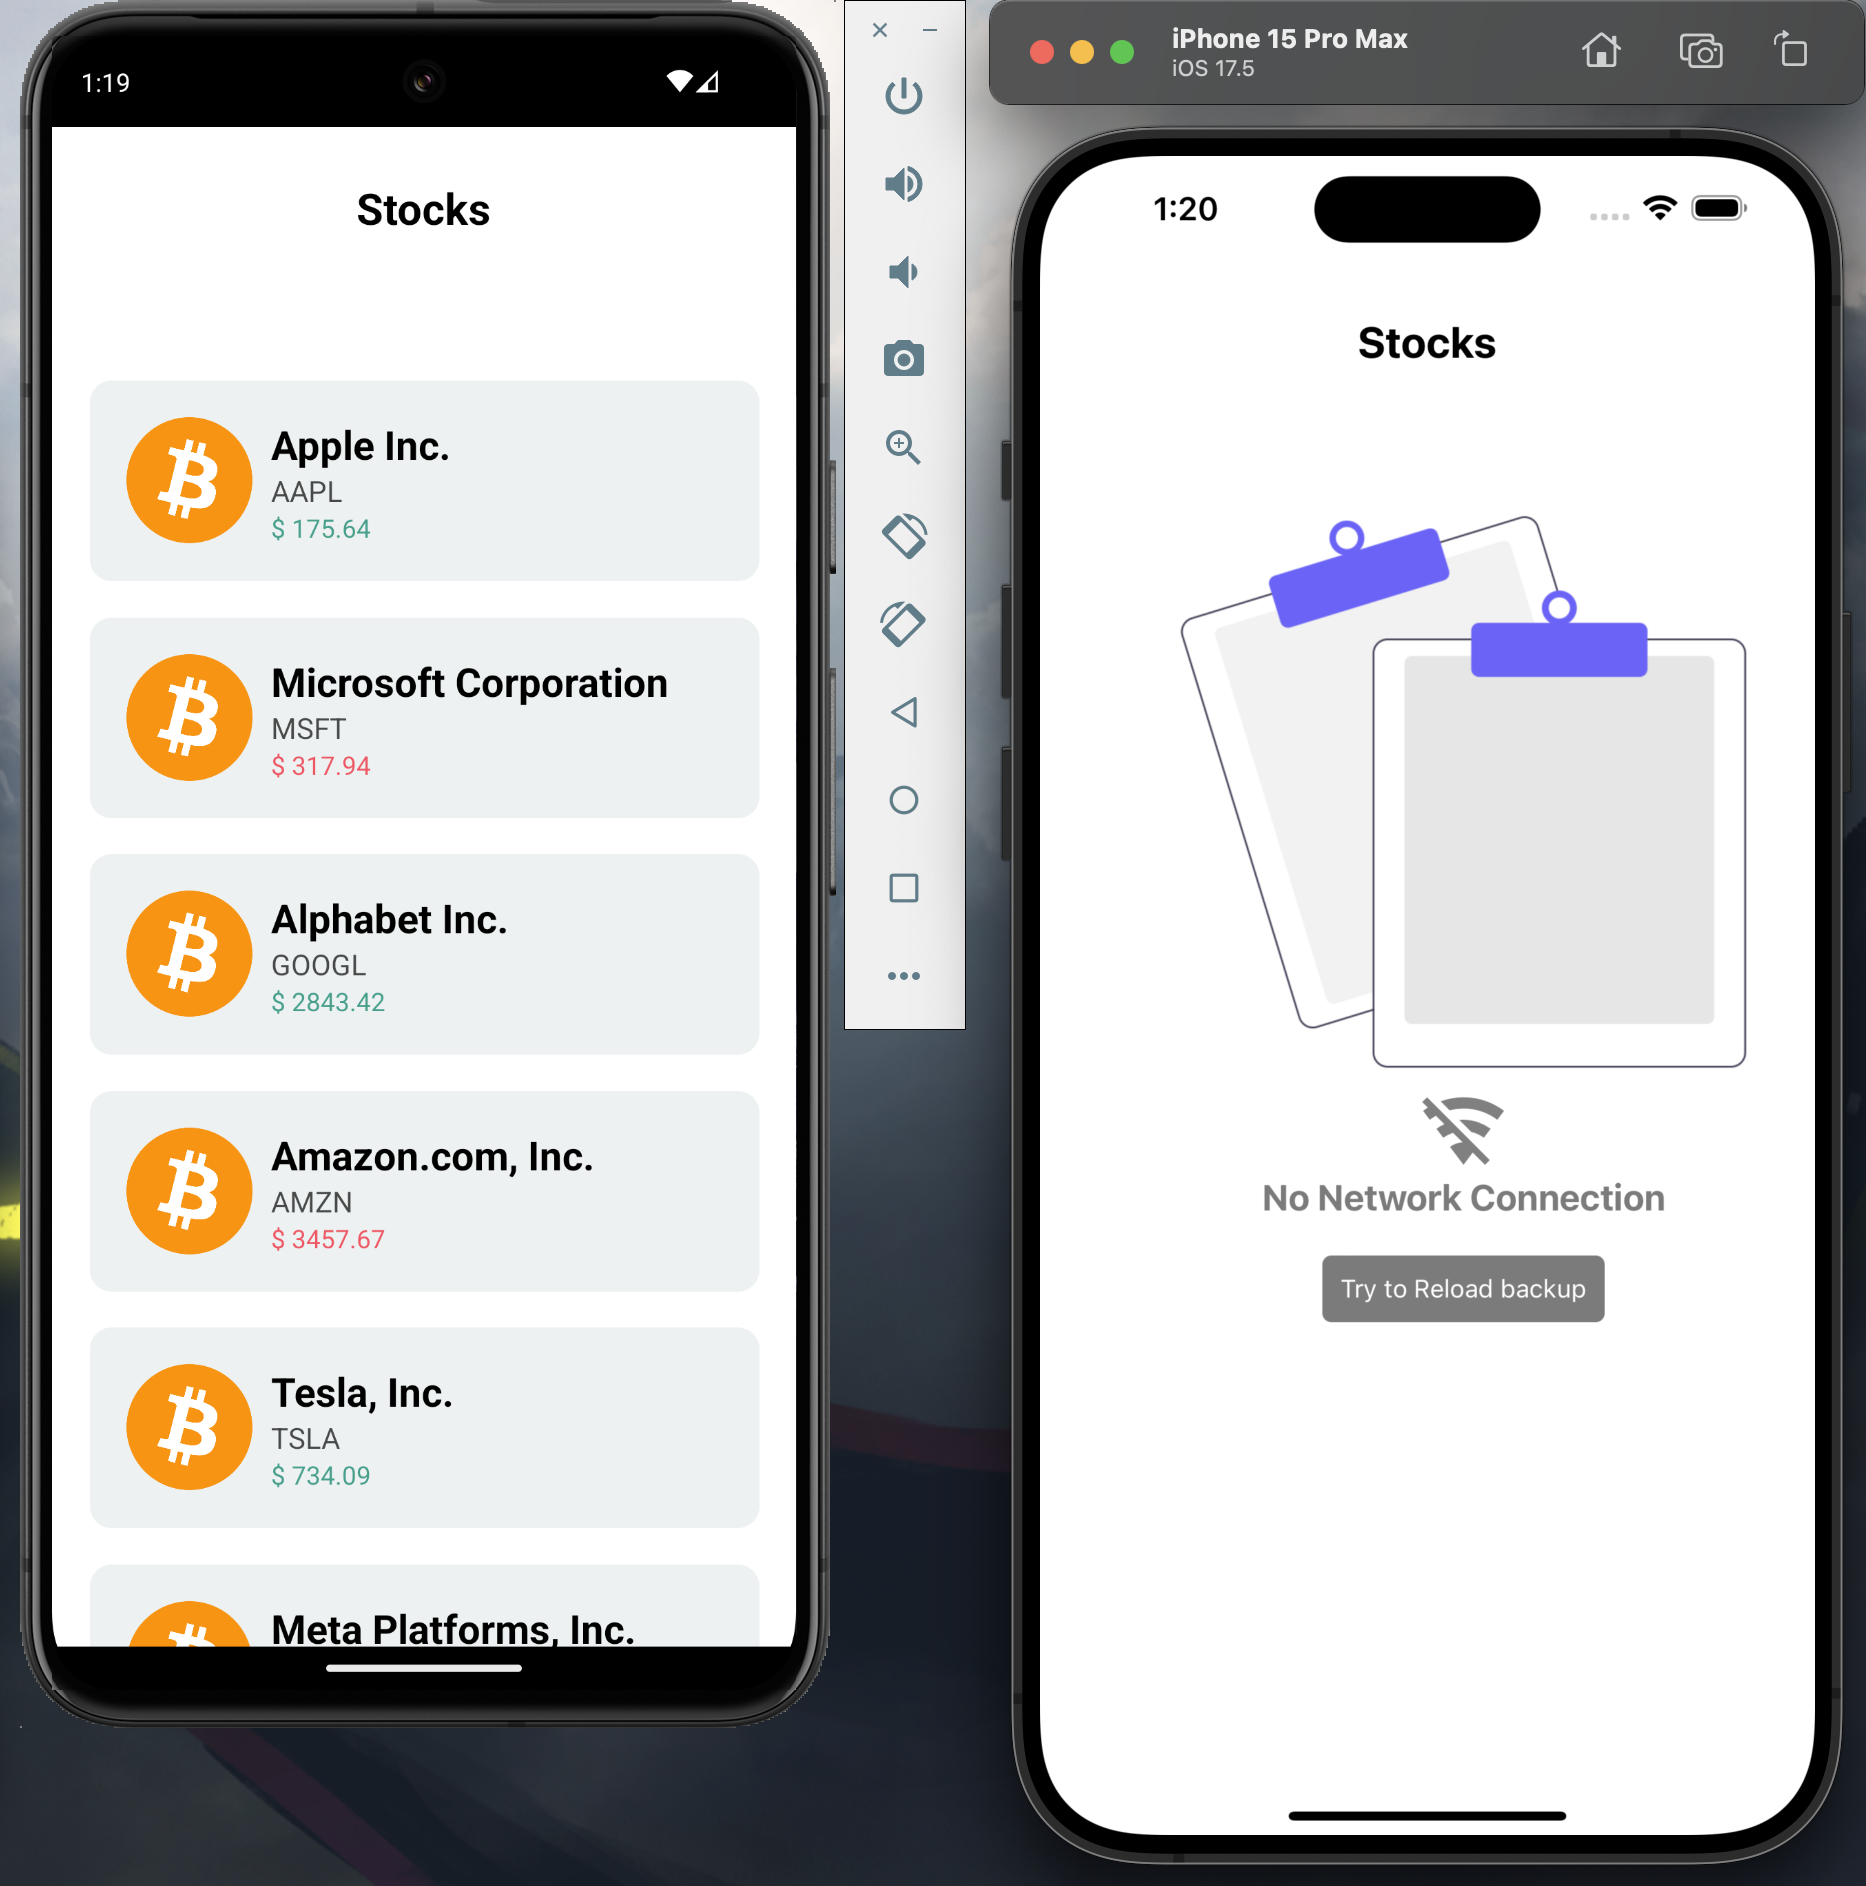 1:19
Stocks
Apple Inc.
AAPL
$ 175.64
Microsoft Corporation
MSFT
$ 317.94
Alphabet Inc.
GOOGL
$ 2843.42
Amazon.com, Inc.
AMZN
$ 3457.67
Tesla, Inc.
TSLA
$ 734.09
Meta Platforms, Inc.
iPhone 15 Pro Max
iOS 17.5
1:20
Stocks
No Network Connection
Try to Reload backup